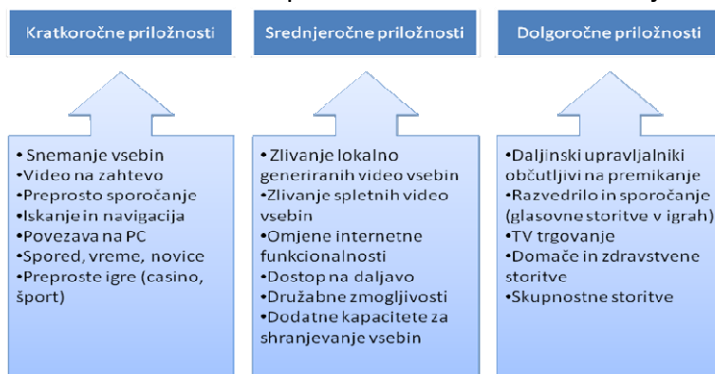 Kratkoročne priložnosti
• Snemanje vsebin
•Video na zahtevo
•Preprosto sporočanje
•Iskanje in navigacija
•Povezava na PC
•Spored, vreme, novice
•Preproste igre (casino,
šport)
Srednjeročne priložnosti
• Zlivanje lokalno
generiranih video vsebin
•Zlivanje spletnih video
vsebin
•Omjene internetne
funkcionalnosti
•Dostop na daljavo
•Družabne zmogljivosti
•Dodatne kapacitete za
shranjevanje vsebin
Dolgoročne priložnosti
•Daljinski upravljalniki
občutljivi na premikanje
•Razvedrilo in sporočanje
(glasovne storitve v igrah)
•TV trgovanje
•Domače in zdravstvene
storitve
•Skupnostne storitve